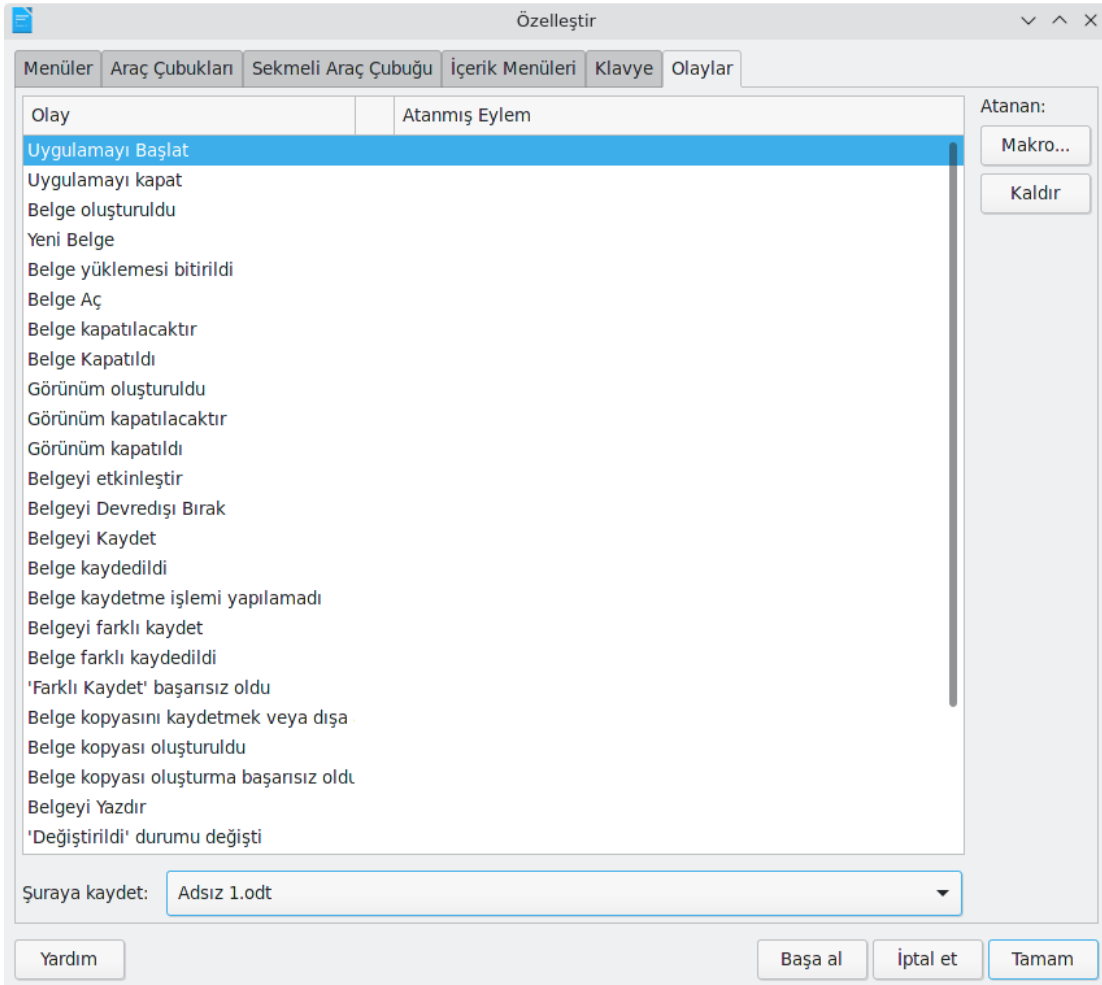 Özelleştir
Menüler Araç Çubukları Sekmeli Araç Çubuğu İçerik Menüleri Klavye Olaylar
Olay Atanmış Eylem
Atanan:
Makro...
Kaldır
Uygulamayı Başlat
Uygulamayı kapat
Belge oluşturuldu
Yeni Belge
Belge yüklemesi bitirildi
Belge Aç
Belge kapatılacaktır
Belge Kapatıldı
Görünüm oluşturuldu
Görünüm kapatılacaktır
Görünüm kapatıldı
Belgeyi etkinleştir
Belgeyi Devredışı Bırak
Belgeyi Kaydet
Belge kaydedildi
Belge kaydetme işlemi yapılamadı
Belgeyi farklı kaydet
Belge farklı kaydedildi
'Farklı Kaydet' başarısız oldu
Belge kopyasını kaydetmek veya dışa
Belge kopyası oluşturuldu
Belge kopyası oluşturma başarısız oldu
Belgeyi Yazdır
'Değiştirildi' durumu değişti
Şuraya kaydet: Adsız 1.odt
Yardım Başa al İptal et Tamam